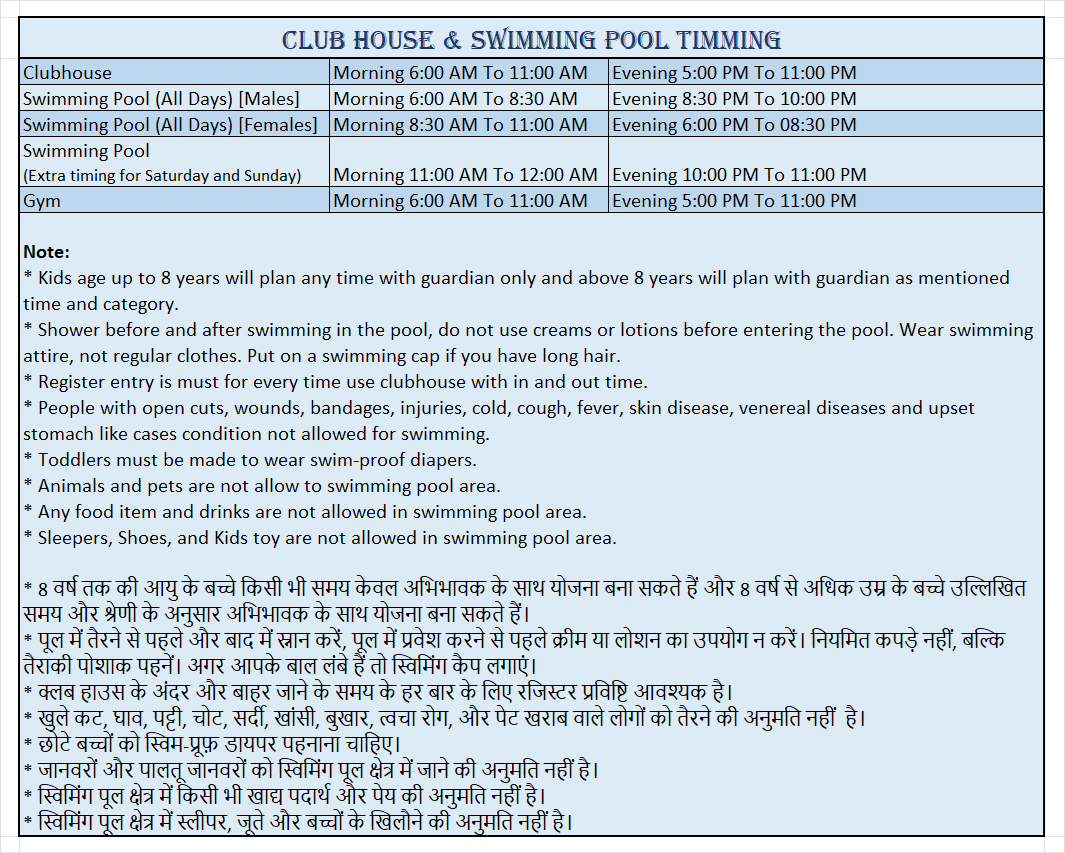 CLUB HOUSE & SWIMMING POOL TIMMING
Clubhouse Morning 6:00 AM To 11:00 AM Evening 5:00 PM To 11:00 PM
Swimming Pool (All Days) [Males] Morning 6:00 AM To 8:30 AM Evening 8:30 PM To 10:00 PM
Swimming Pool (All Days) [Females] Morning 8:30 AM To 11:00 AM Evening 6:00 PM To 08:30 PM
Swimming Pool
(Extra timing for Saturday and Sunday) Morning 11:00 AM To 12:00 AM Evening 10:00 PM To 11:00 PM
Gym Morning 6:00 AM To 11:00 AM Evening 5:00 PM To 11:00 PM
Note:
* Kids age up to 8 years will plan any time with guardian only and above 8 years will plan with guardian as mentioned
time and category.
* Shower before and after swimming in the pool, do not use creams or lotions before entering the pool. Wear swimming
attire, not regular clothes. Put on a swimming cap if you have long hair.
* Register entry is must for every time use clubhouse with in and out time.
* People with open cuts, wounds, bandages, injuries, cold, cough, fever, skin disease, venereal diseases and upset
stomach like cases condition not allowed for swimming.
* Toddlers must be made to wear swim-proof diapers.
* Animals and pets are not allow to swimming pool area.
* Any food item and drinks are not allowed in swimming pool area.
* Sleepers, Shoes, and Kids toy are not allowed in swimming pool area.
* 8 वर्ष तक की आयु के बच्चे किसी भी समय केवल अभिभावक के साथ योजना बना सकते हैं और 8 वर्ष से अधिक उम्र के बच्चे उल्लिखित
समय और श्रेणी के अनुसार अभिभावक के साथ योजना बना सकते हैं।
* पूल में तैरने से पहले और बाद में स्नान करें, पूल में प्रवेश करने से पहले क्रीम या लोशन का उपयोग न करें। नियमित कपड़े नहीं, बल्कि
तैराकी पोशाक पहनें। अगर आपके बाल लंबे हैं तो स्विमिंग कैप लगाएं।
* क्लब हाउस के अंदर और बाहर जाने के समय के हर बार के लिए रजिस्टर प्रविष्टि आवश्यक है।
* खुले कट, घाव, पट्टी, चोट, सर्दी, खांसी, बुखार, त्वचा रोग, और पेट खराब वाले लोगों को तैरने की अनुमति नहीं है।
* छोटे बच्चों को स्विम-प्रूफ़ डायपर पहनाना चाहिए।
* जानवरों और पालतू जानवरों को स्विमिंग पूल क्षेत्र में जाने की अनुमति नहीं है।
* स्विमिंग पूल क्षेत्र में किसी भी खाद्य पदार्थ और पेय की अनुमति नहीं है।
* स्विमिंग पूल क्षेत्र में स्लीपर, जूते और बच्चों के खिलौने की अनुमति नहीं है।